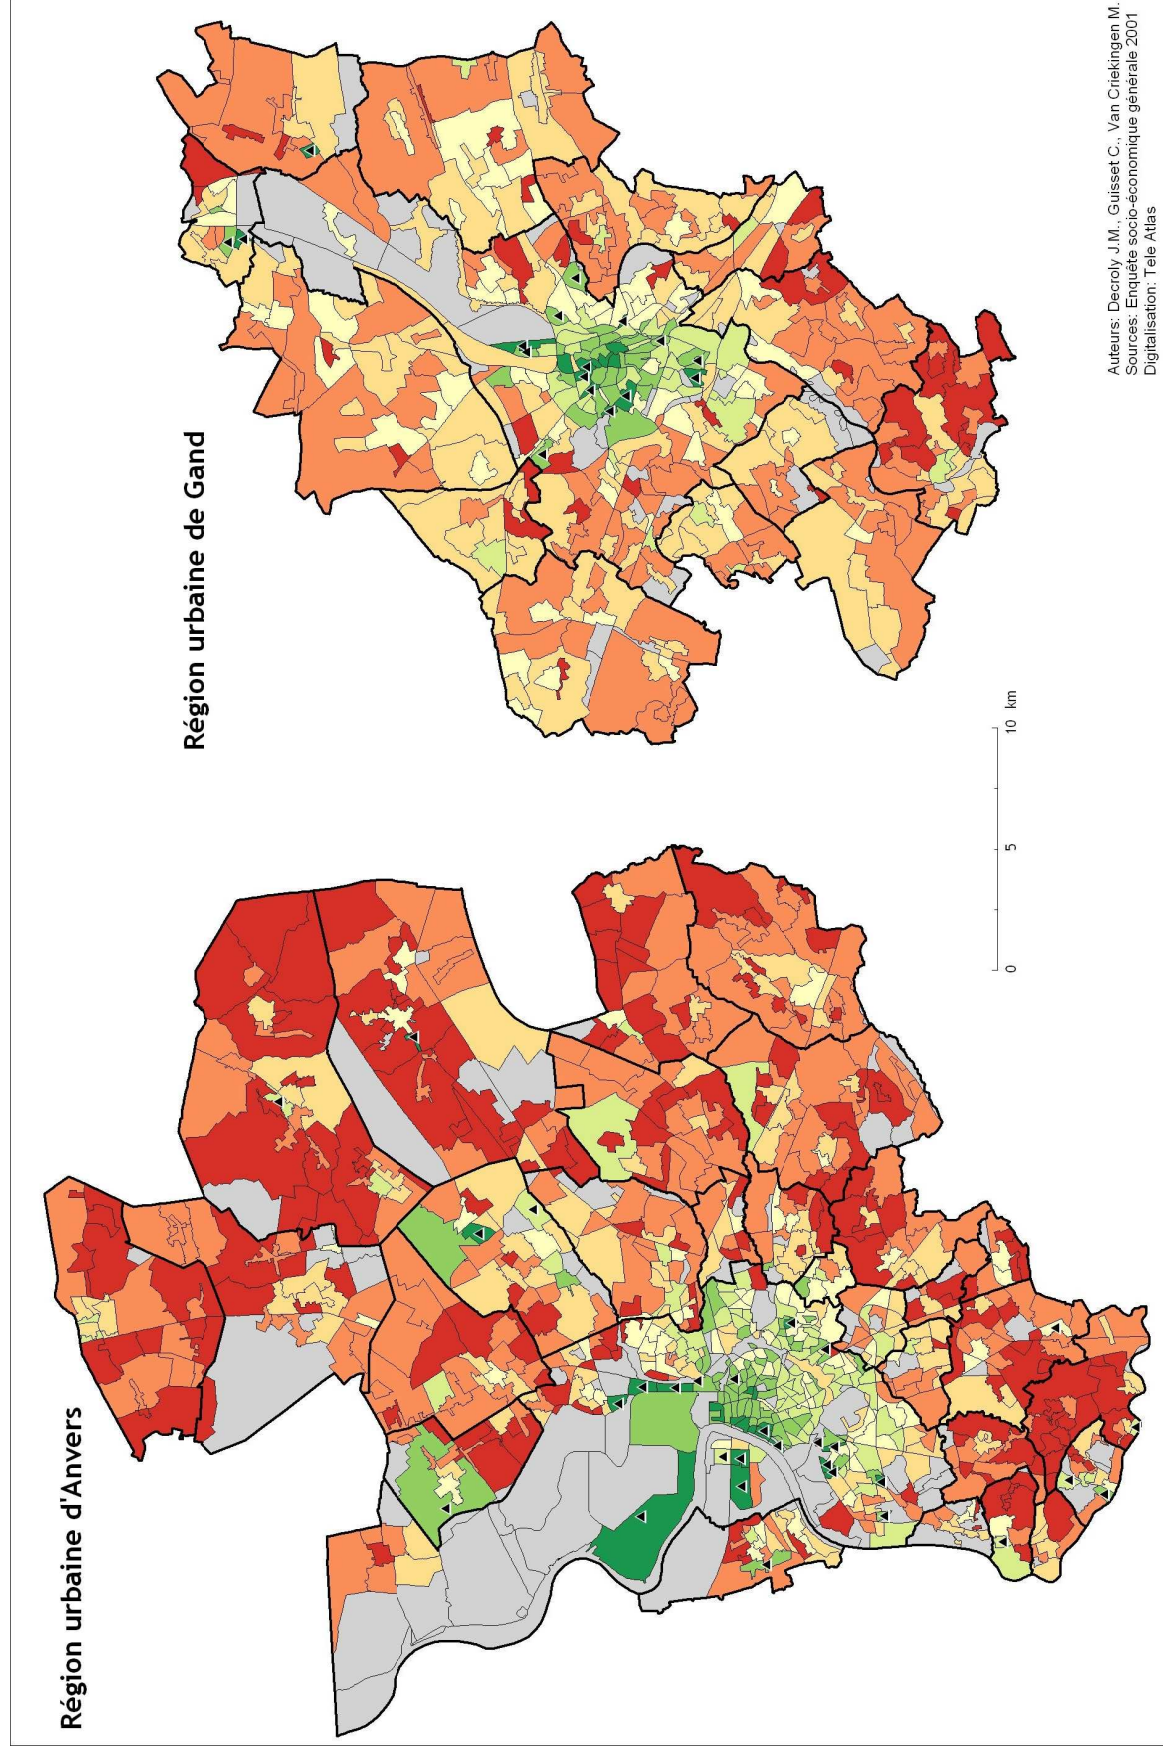 Région urbaine d'Anvers
Région urbaine de Gand
0 5 10 km
Auteurs: Decroly J.M., Guisset C., Van Criekingen M.
Sources: Enquête socio-économique générale 2001
Digitalisation: Tele Atlas